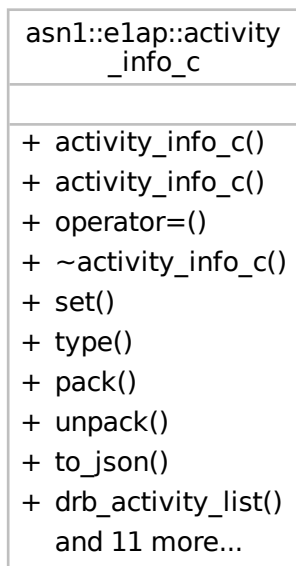 asn1::e1ap::activity
_info_c
+ activity_info_c()
+ activity_info_c()
+ operator=()
+ ~activity_info_c()
+ set()
+ type()
+ pack()
+ unpack()
+ to_json()
+ drb_activity_list()
and 11 more...